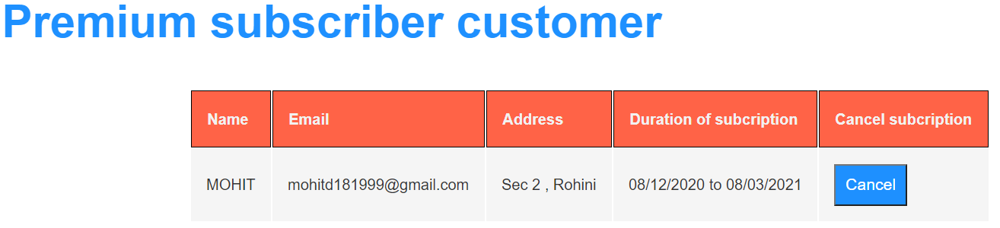 Premium subscriber customer
Name Email Address Duration of subcription Cancel subcription
MOHIT mohitd181999@gmail.com Sec 2 , Rohini 08/12/2020 to 08/03/2021 Cancel